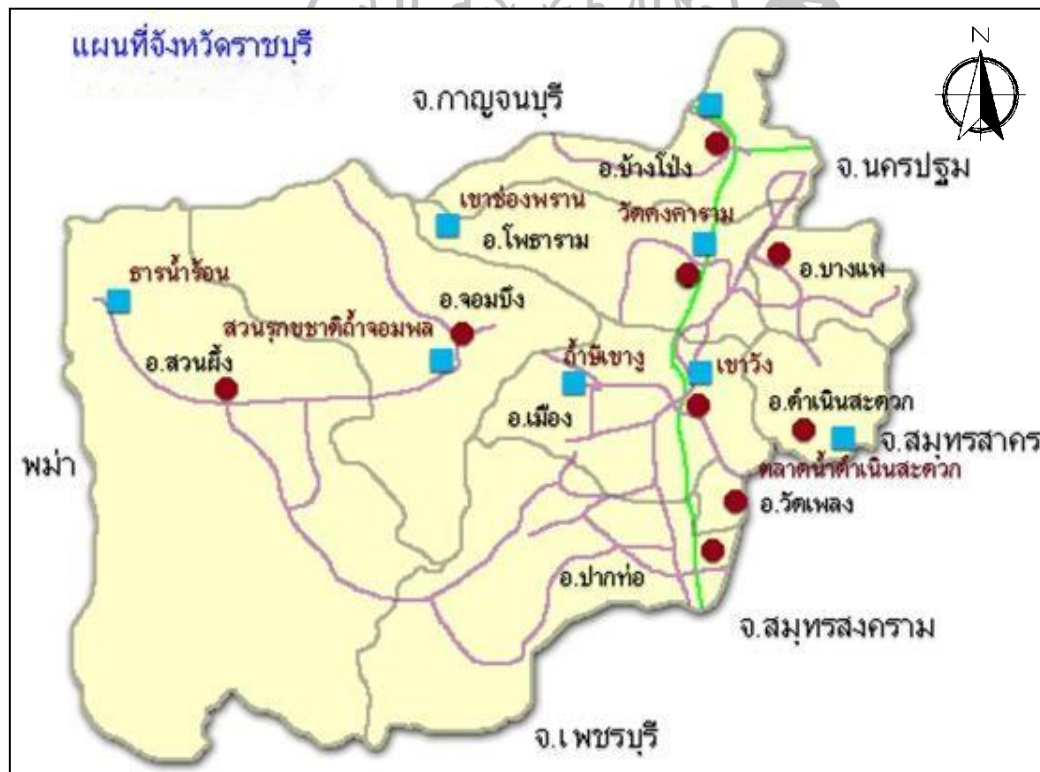 แผนที่จังหวัดราชบุรี
N
จ.กาญจนบุรี
อ.บ้างโป่ง
จ.นครปฐม
เขาช่องพราน
วัดคงคาราม
อ.โพธาราม
อ.บางแพ
ธารน้ำร้อน
อ.จอมบึง
สวนรุกขชาติถ้ำจอมพล
อ.สวนผึ้ง
ถ้ำษีเขางู
เขาวัง
อ.เมือง
อ.ดำเนินสะดวก
จ.สมุทรสาคร
พม่า
ตลาดน้ำดำเนินสะดวก
อ.วัดเพลง
อ.ปากท่อ
จ.สมุทรสงคราม
จ.เพชรบุรี